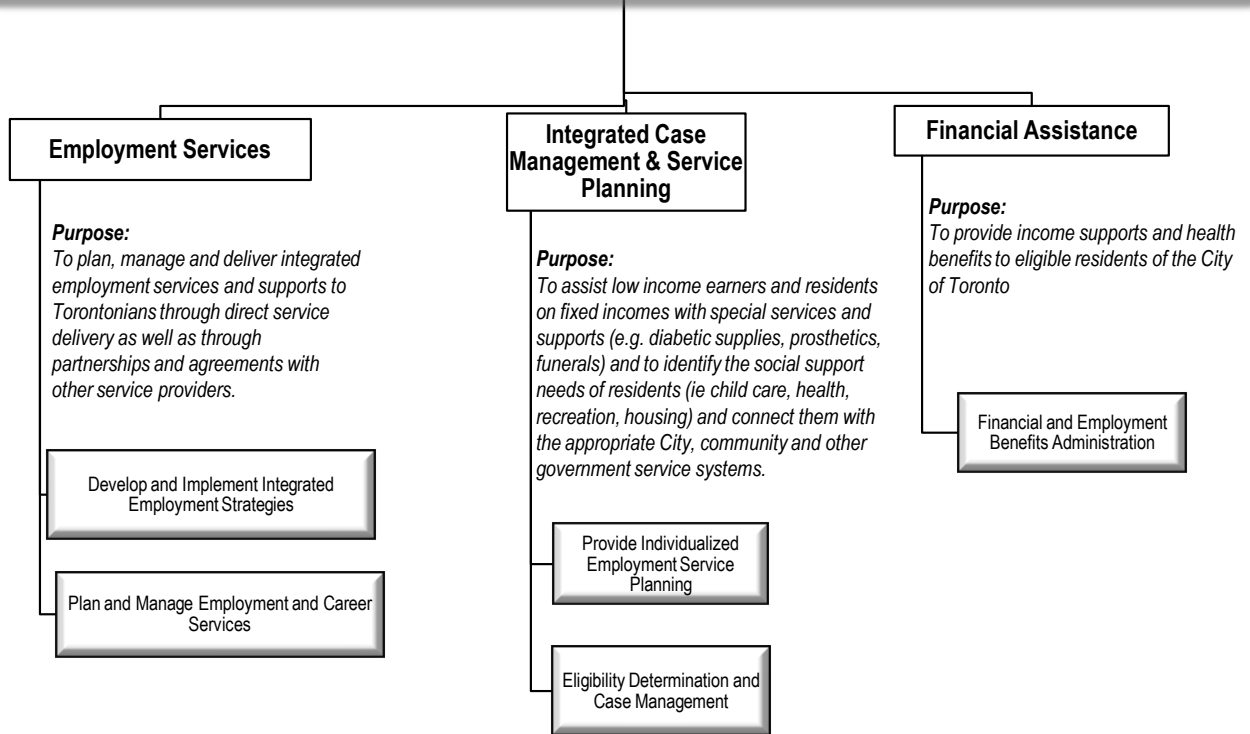 Employment Services
Purpose:
To plan, manage and deliver integrated
employment services and supports to
Torontonians through direct service
delivery as well as through
partnerships and agreements with
other service providers.
Develop and Implement Integrated
Employment Strategies
Plan and Manage Employment and Career
Services
Integrated Case
Management & Service
Planning
Purpose:
To assist low income earners and residents
on fixed incomes with special services and
supports (e.g. diabetic supplies, prosthetics,
funerals) and to identify the social support
needs of residents (ie child care, health,
recreation, housing) and connect them with
the appropriate City, community and other
government service systems.
Provide Individualized
Employment Service
Planning
Eligibility Determination and
Case Management
Financial Assistance
Purpose:
To provide income supports and health
benefits to eligible residents of the City
of Toronto
Financial and Employment
Benefits Administration